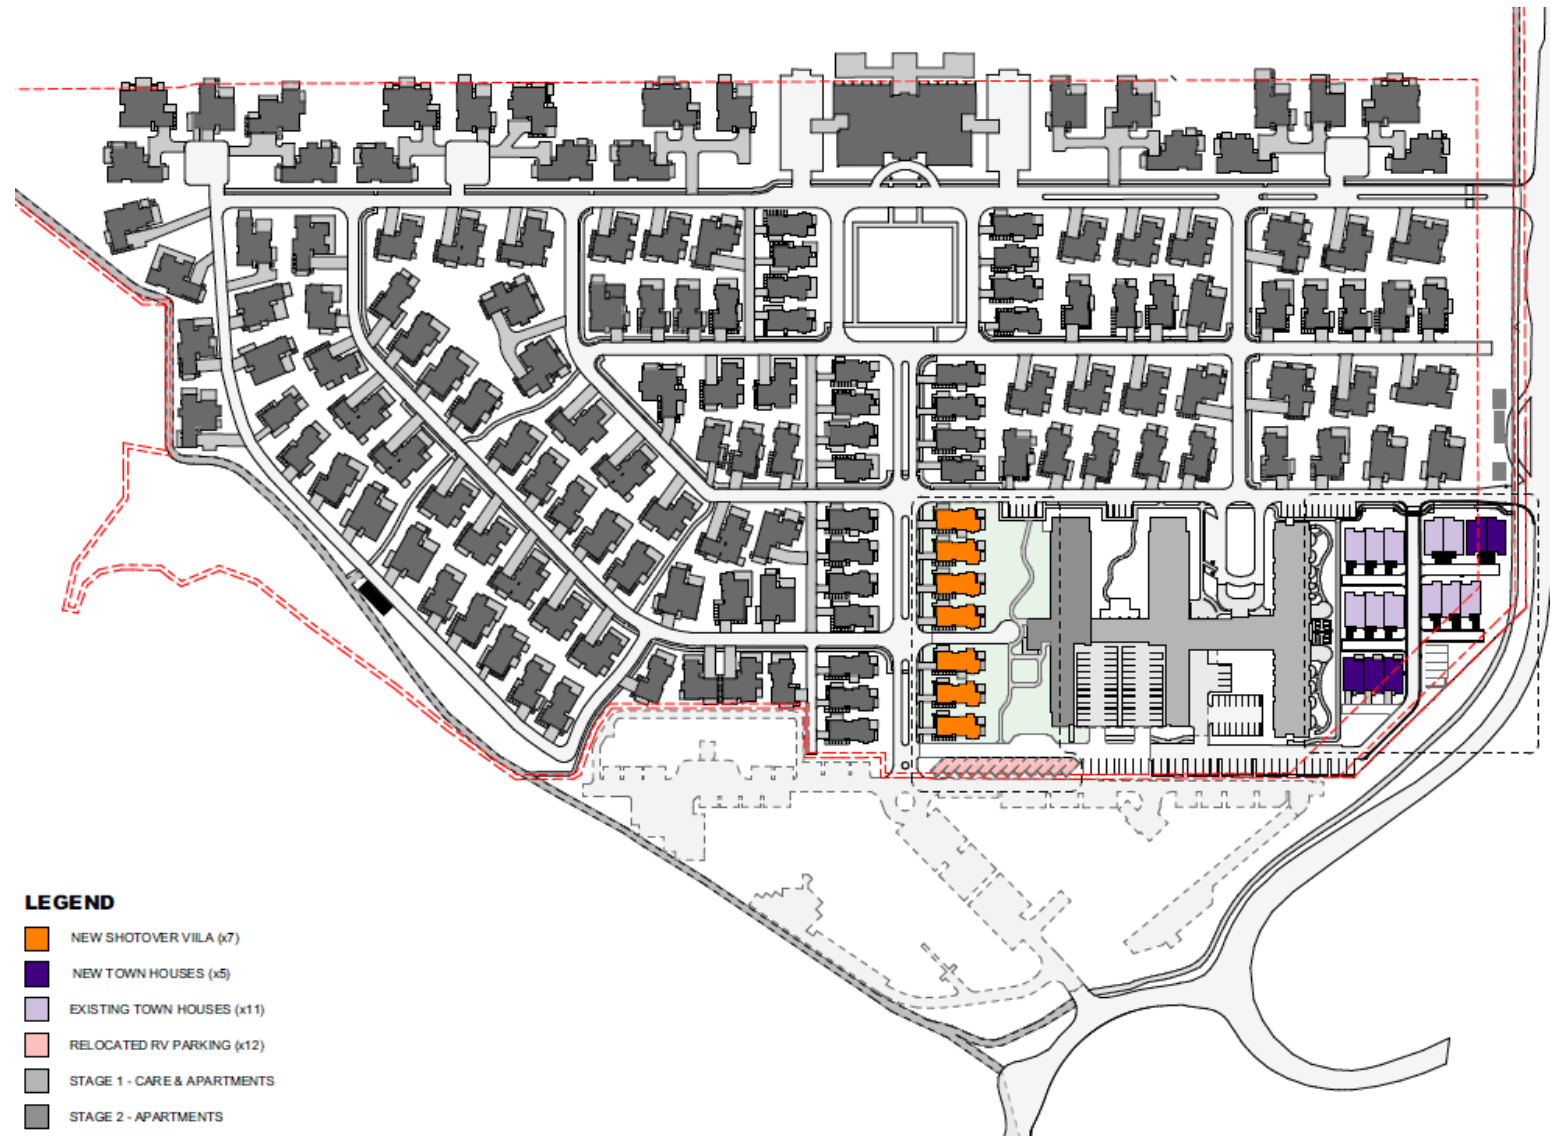 LEGEND
NEW SHOTOVER VIILA (x7)
NEW TOWN HOUSES (x5)
EXISTING TOWN HOUSES (x11)
RELOCATED RV PARKING (x12)
STAGE 1 - CARE & APARTMENTS
STAGE 2 - APARTMENTS